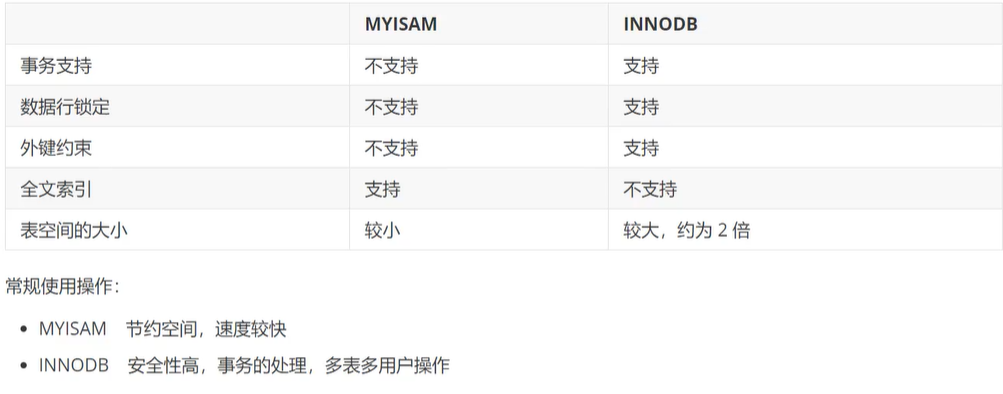 MYISAM INNODB
事务支持 不支持 支持
数据行锁定 不支持 支持
外键约束 不支持 支持
全文索引 支持 不支持
表空间的大小 较小 较大，约为 2 倍
常规使用操作：
• MYISAM 节约空间，速度较快
• INNODB 安全性高，事务的处理，多表多用户操作